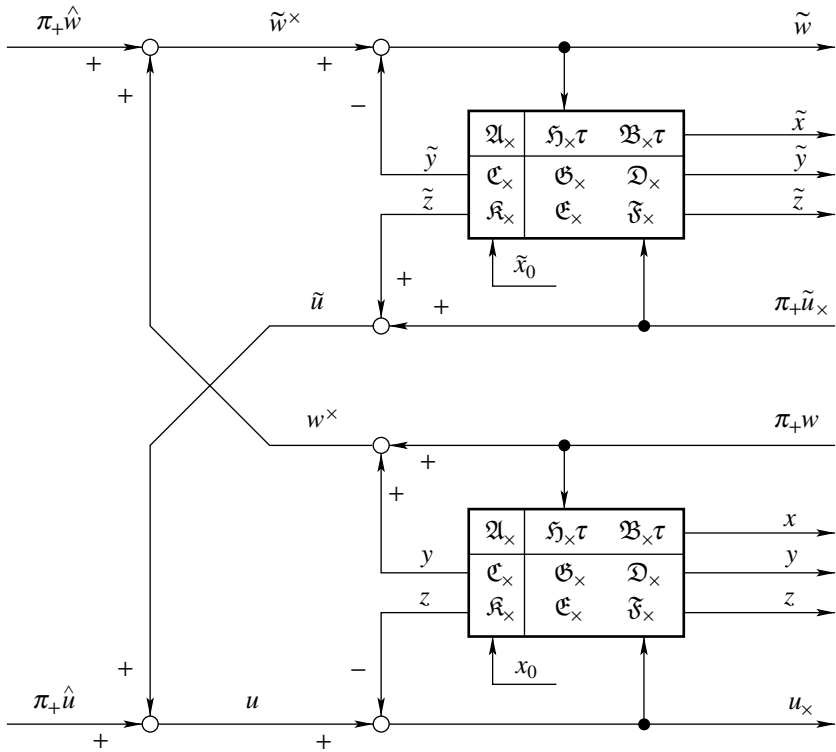 π₊ŵ w̃^× w̃
+ + +
−
𝔄_× ℌ_×τ 𝔅_×τ x̃
ỹ ℭ_× 𝔊_× 𝔇_× ỹ
z̃ 𝔎_× 𝔈_× 𝔉_× z̃
x̃₀
+ +
ũ π₊ũ_×
w^× π₊w
+
+
𝔄_× ℌ_×τ 𝔅_×τ x
y ℭ_× 𝔊_× 𝔇_× y
z 𝔎_× 𝔈_× 𝔉_× z
x₀
+ −
π₊û u u_×
+ +